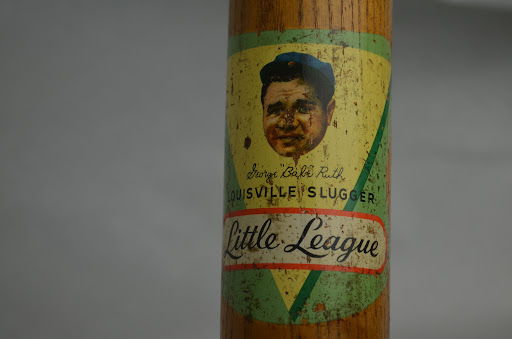 George "Babe" Ruth
LOUISVILLE SLUGGER
Little League